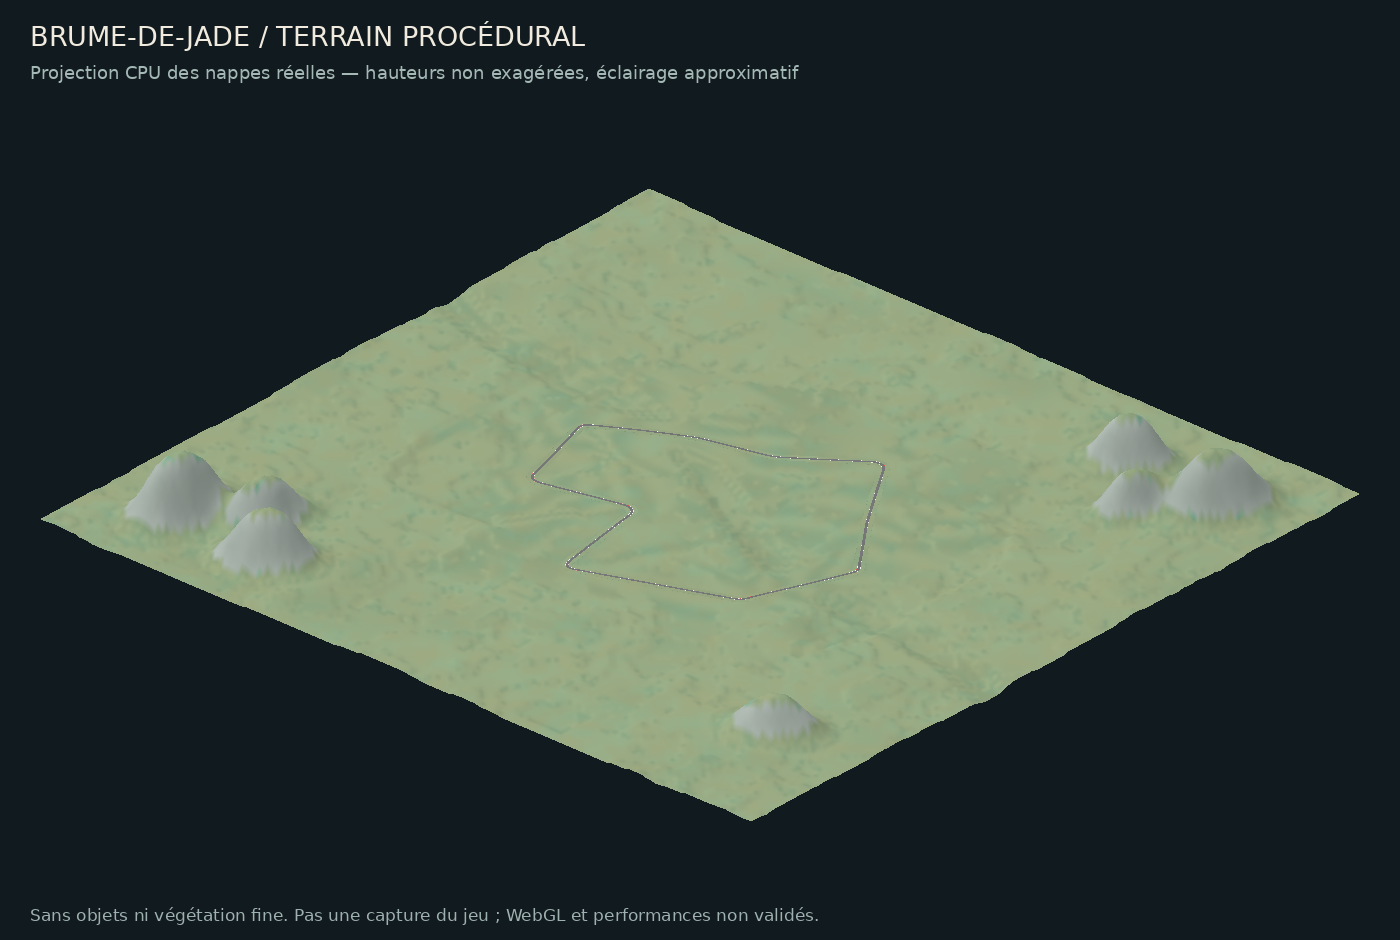 BRUME-DE-JADE / TERRAIN PROCÉDURAL
Projection CPU des nappes réelles — hauteurs non exagérées, éclairage approximatif
Sans objets ni végétation fine. Pas une capture du jeu ; WebGL et performances non validés.